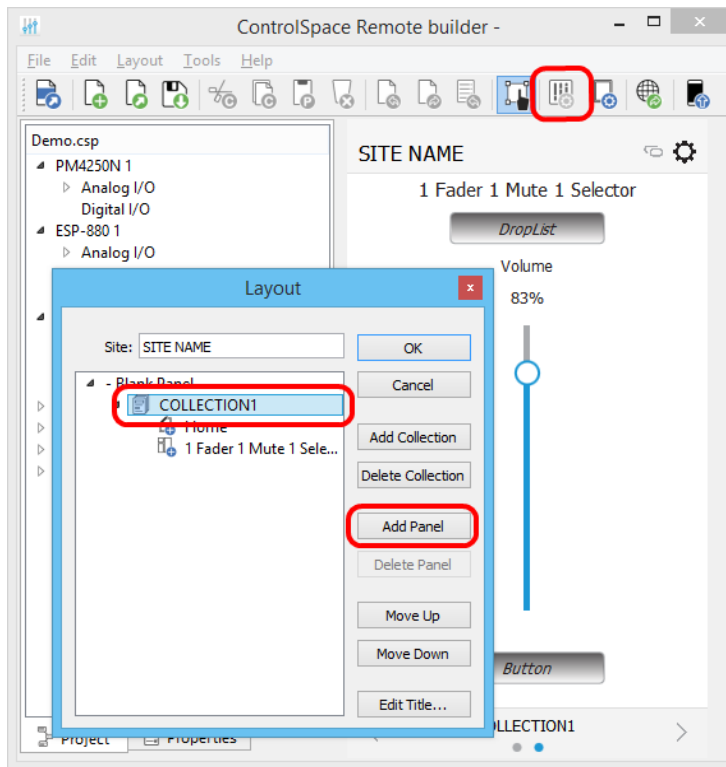 ControlSpace Remote builder -
File Edit Layout Tools Help
Demo.csp
PM4250N 1
Analog I/O
Digital I/O
ESP-880 1
Analog I/O
SITE NAME
1 Fader 1 Mute 1 Selector
DropList
Volume
83%
Button
COLLECTION1
Layout
Site: SITE NAME
OK
- Blank Panel
Cancel
COLLECTION1
Home
Add Collection
1 Fader 1 Mute 1 Sele...
Delete Collection
Add Panel
Delete Panel
Move Up
Move Down
Edit Title...
Project Properties